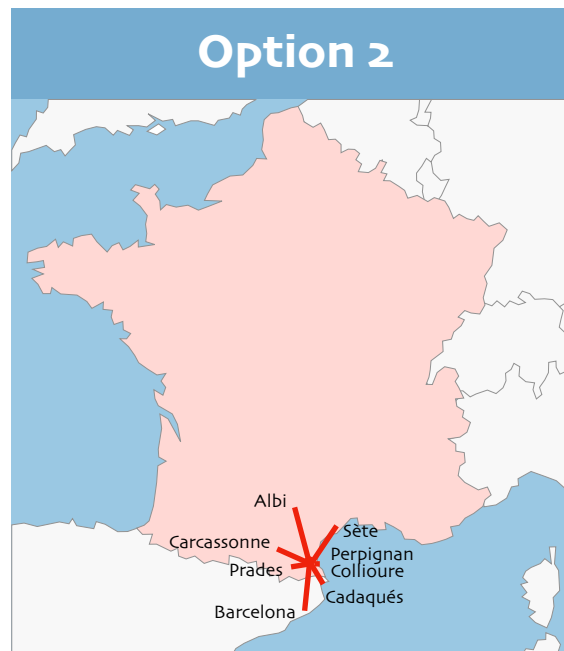 Option 2
Albi
Sète
Carcassonne
Perpignan
Prades
Collioure
Cadaqués
Barcelona